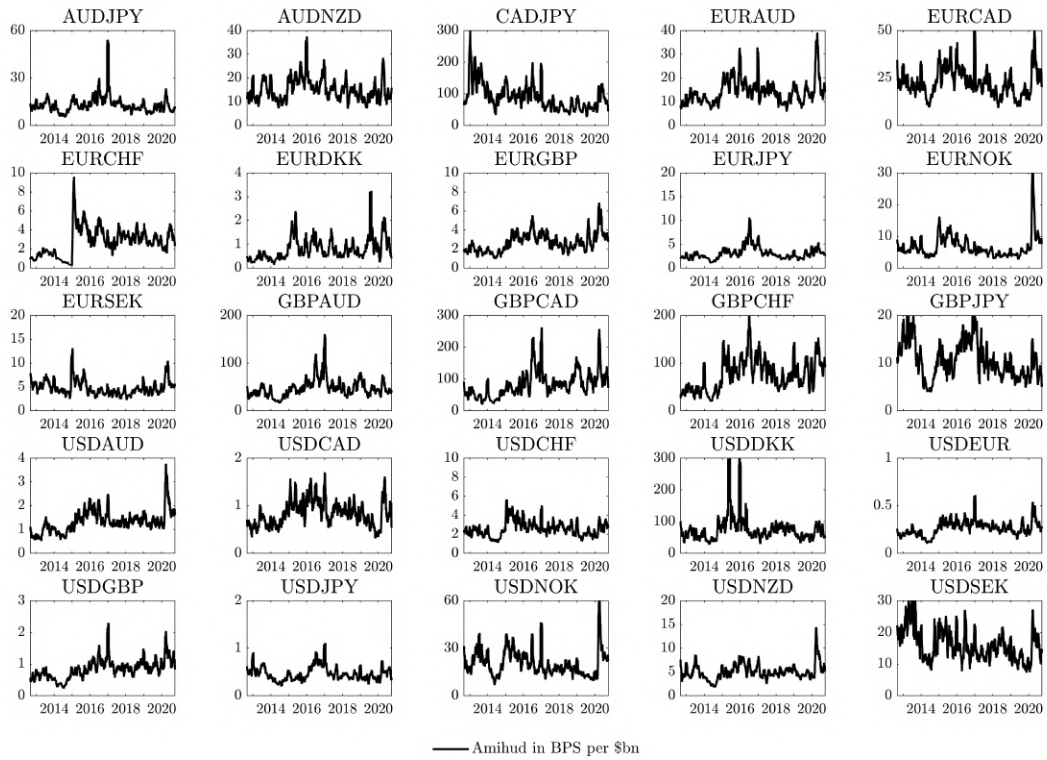 AUDJPY AUDNZD CADJPY EURAUD EURCAD
60 40 300 40 50
30 200 30
20 20 25
30 100 10
10
0 0 0 0 0
2014 2016 2018 2020 2014 2016 2018 2020 2014 2016 2018 2020 2014 2016 2018 2020 2014 2016 2018 2020
EURCHF EURDKK EURGBP EURJPY EURNOK
10 4 10 20 30
8 3 8 15 20
6 2 6 10
4 4 10
2 1 2 5
0 0 0 0 0
2014 2016 2018 2020 2014 2016 2018 2020 2014 2016 2018 2020 2014 2016 2018 2020 2014 2016 2018 2020
EURSEK GBPAUD GBPCAD GBPCHF GBPJPY
20 200 300 200 20
15 200
10 100 100 10
5 100
0 0 0 0 0
2014 2016 2018 2020 2014 2016 2018 2020 2014 2016 2018 2020 2014 2016 2018 2020 2014 2016 2018 2020
USDAUD USDCAD USDCHF USDDKK USDEUR
4 2 10 300 1
3 8 200
2 1 6 0.5
4 100
1 2
0 0 0 0 0
2014 2016 2018 2020 2014 2016 2018 2020 2014 2016 2018 2020 2014 2016 2018 2020 2014 2016 2018 2020
USDGBP USDJPY USDNOK USDNZD USDSEK
3 2 60 20 30
2 15 20
1 30 10
1 5 10
0 0 0 0 0
2014 2016 2018 2020 2014 2016 2018 2020 2014 2016 2018 2020 2014 2016 2018 2020 2014 2016 2018 2020
Amihud in BPS per $bn